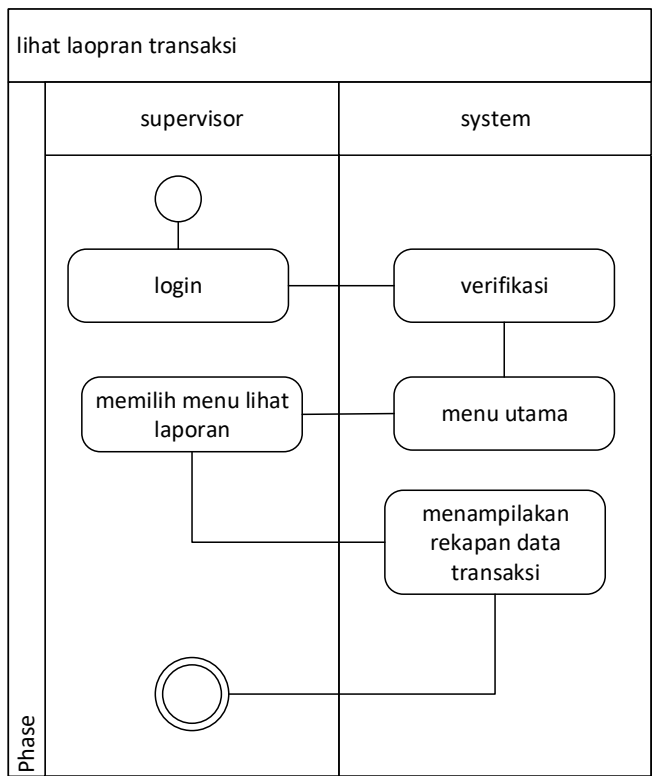 lihat laopran transaksi
supervisor
system
login
verifikasi
memilih menu lihat
laporan
menu utama
menampilakan
rekapan data
transaksi
Phase